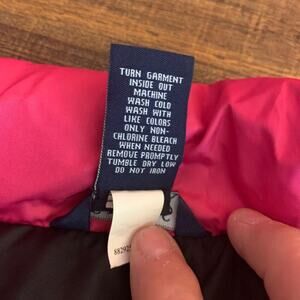 TURN GARMENT
INSIDE OUT
MACHINE
WASH COLD
WASH WITH
LIKE COLORS
ONLY NON-
CHLORINE BLEACH
WHEN NEEDED
REMOVE PROMPTLY
TUMBLE DRY LOW
DO NOT IRON